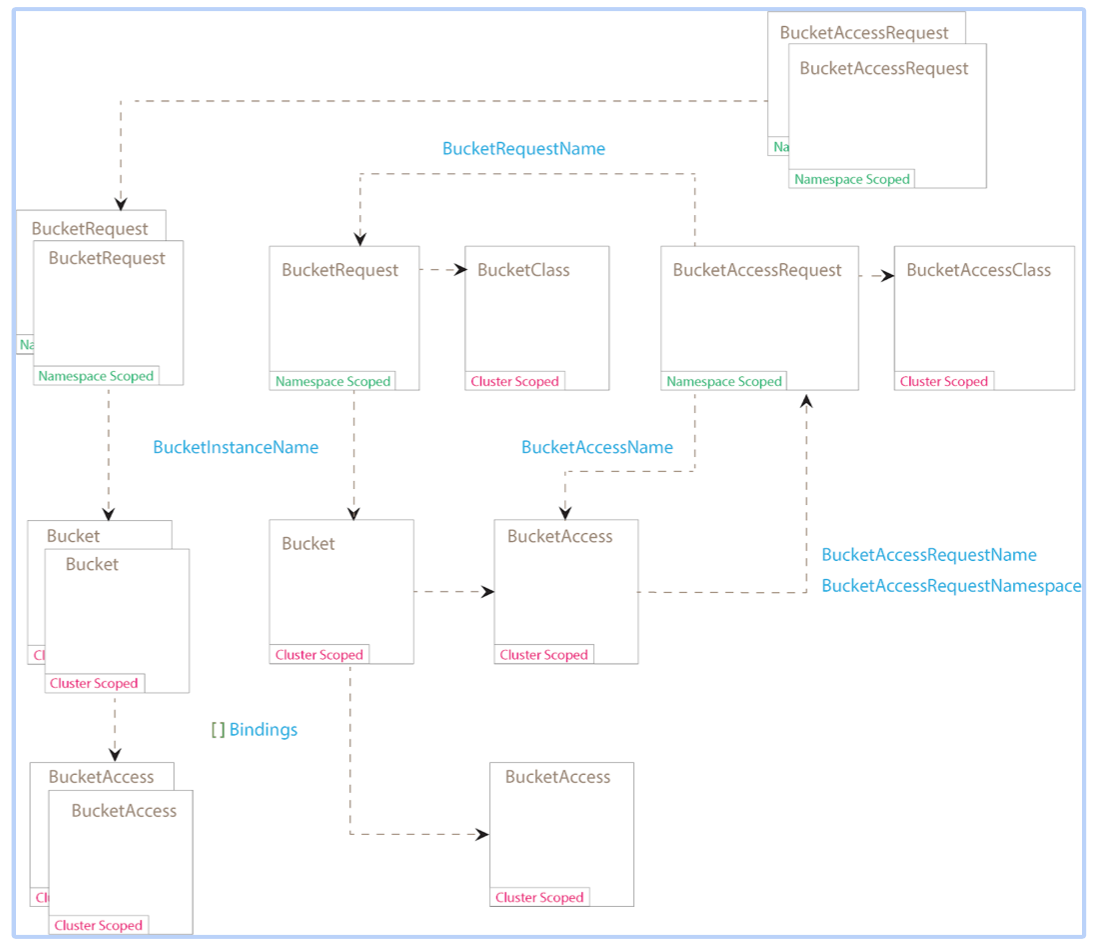 BucketAccessRequest
BucketAccessRequest
Na
Namespace Scoped
BucketRequestName
BucketRequest
BucketRequest
Na
Namespace Scoped
BucketRequest
Namespace Scoped
BucketClass
Cluster Scoped
BucketAccessRequest
Namespace Scoped
BucketAccessClass
Cluster Scoped
BucketInstanceName
BucketAccessName
Bucket
Bucket
Cl
Cluster Scoped
Bucket
Cluster Scoped
BucketAccess
Cluster Scoped
BucketAccessRequestName
BucketAccessRequestNamespace
[ ] Bindings
BucketAccess
BucketAccess
Cl
Cluster Scoped
BucketAccess
Cluster Scoped